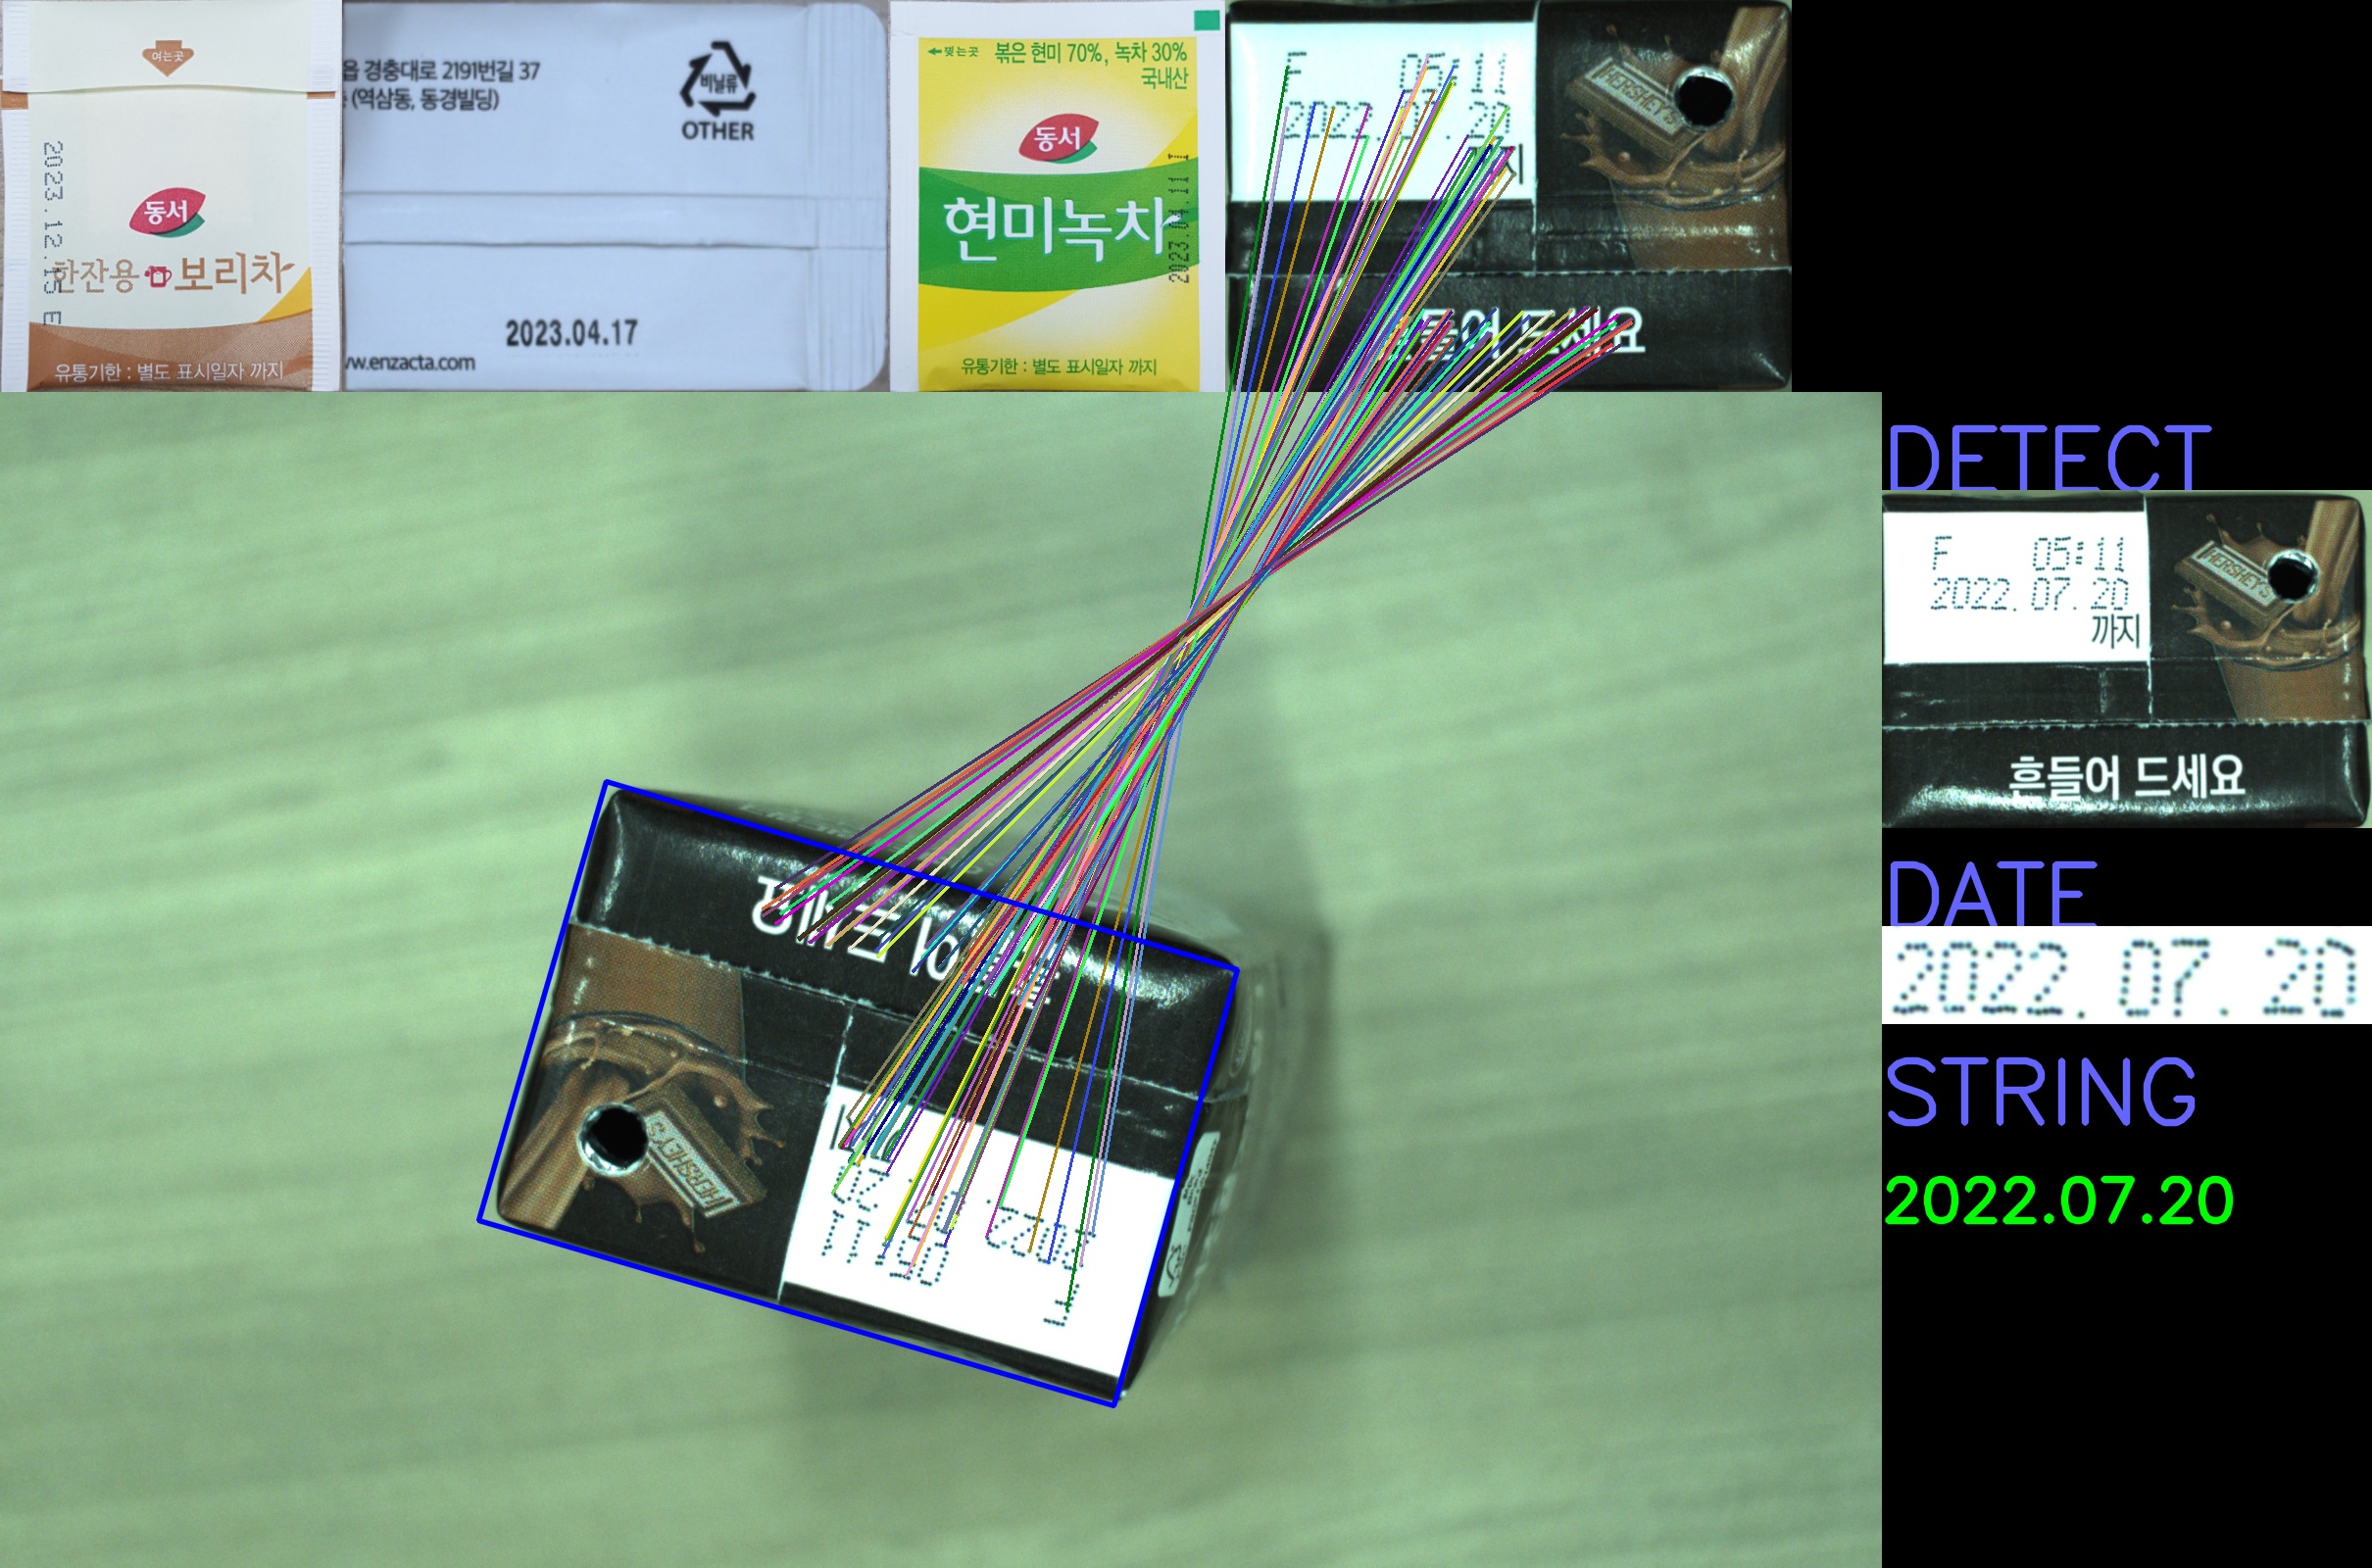 여는곳
2023.12.15 E
동서
한잔용 보리차
유통기한 : 별도 표시일자 까지
읍 경충대로 2191번길 37
(역삼동, 동경빌딩)
비닐류
OTHER
2023.04.17
w.enzacta.com
찢는곳 볶은 현미 70%, 녹차 30%
국내산
동서
현미녹차
유통기한 : 별도 표시일자 까지
F 05:11
2022.07.20
까지
HERSHEY'S
흔들어 드세요
DETECT
F 05:11
2022.07.20
까지
HERSHEY'S
흔들어 드세요
DATE
2022.07.20
STRING
2022.07.20
HERSHEY'S